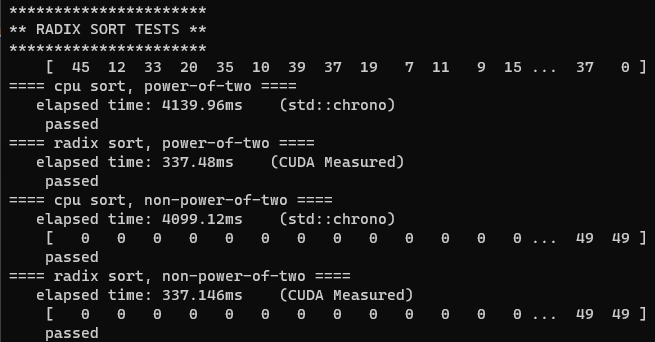 **********************
** RADIX SORT TESTS **
**********************
[  45  12  33  20  35  10  39  37  19   7  11   9  15 ...  37   0 ]
==== cpu sort, power-of-two ====
elapsed time: 4139.96ms    (std::chrono)
passed
==== radix sort, power-of-two ====
elapsed time: 337.48ms    (CUDA Measured)
passed
==== cpu sort, non-power-of-two ====
elapsed time: 4099.12ms    (std::chrono)
[   0   0   0   0   0   0   0   0   0   0   0   0   0 ...  49  49 ]
passed
==== radix sort, non-power-of-two ====
elapsed time: 337.146ms    (CUDA Measured)
[   0   0   0   0   0   0   0   0   0   0   0   0   0 ...  49  49 ]
passed